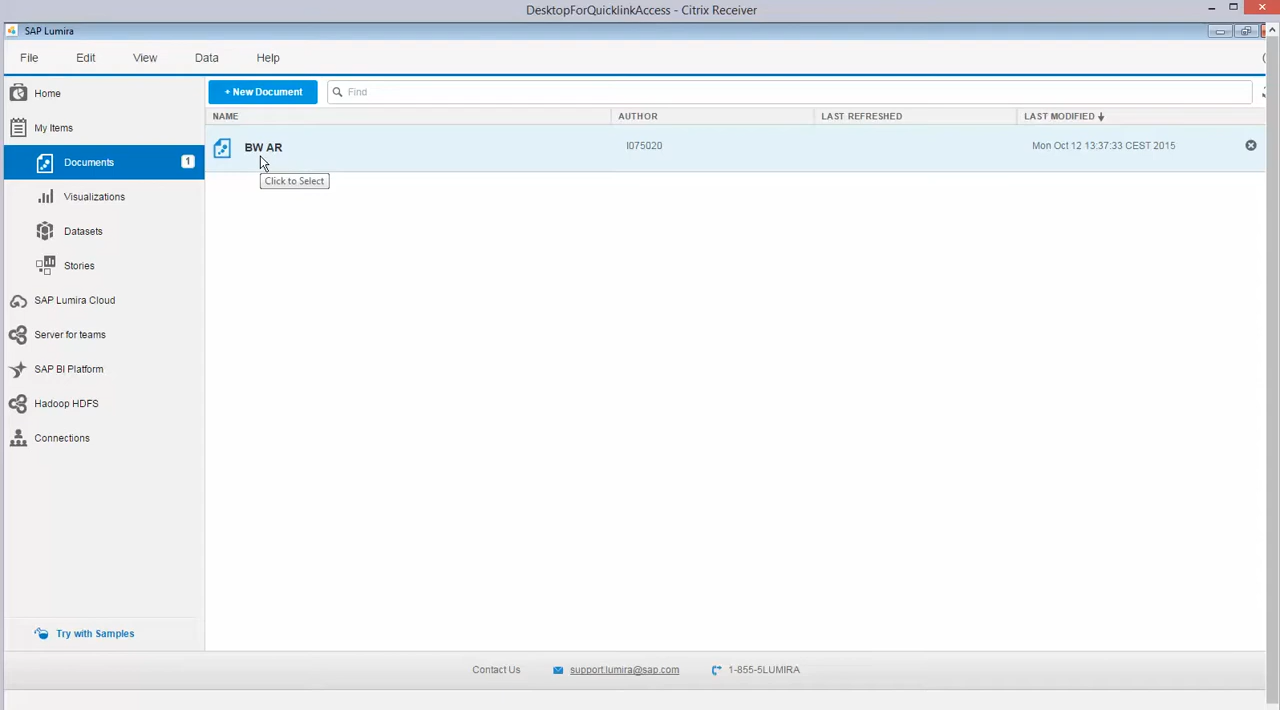 DesktopForQuicklinkAccess - Citrix Receiver
SAP Lumira
File Edit View Data Help
Home
My Items
Documents 1
Visualizations
Datasets
Stories
SAP Lumira Cloud
Server for teams
SAP BI Platform
Hadoop HDFS
Connections
Try with Samples
+ New Document
Find
NAME AUTHOR LAST REFRESHED LAST MODIFIED
BW AR I075020 Mon Oct 12 13:37:33 CEST 2015
Click to Select
Contact Us support.lumira@sap.com 1-855-5LUMIRA